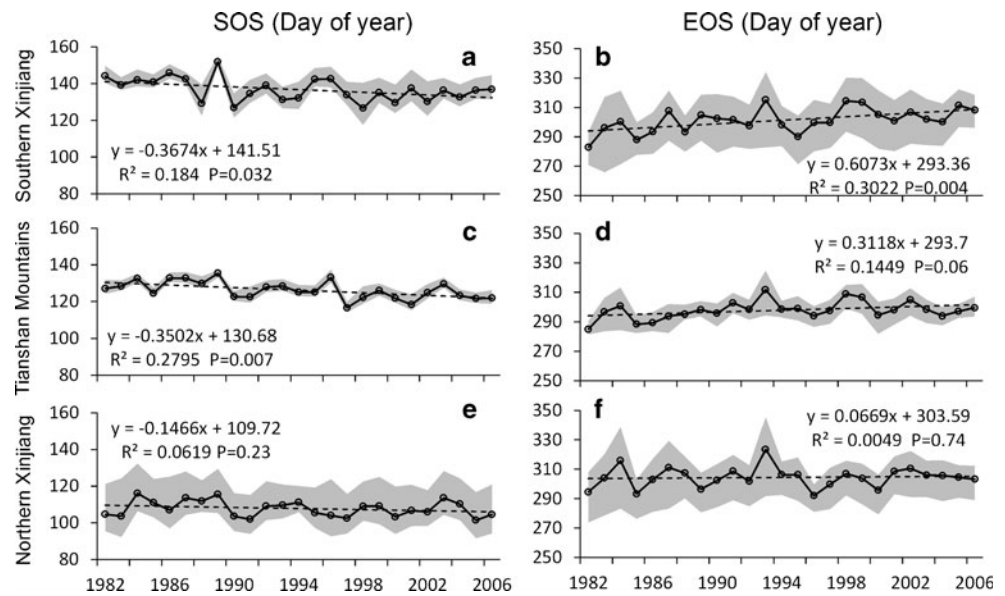 SOS (Day of year)
EOS (Day of year)
Southern Xinjiang
160
140
120
100
80
a
y = -0.3674x + 141.51
R² = 0.184 P=0.032
350
330
310
290
270
250
b
y = 0.6073x + 293.36
R² = 0.3022 P=0.004
Tianshan Mountains
160
140
120
100
80
c
y = -0.3502x + 130.68
R² = 0.2795 P=0.007
350
330
310
290
270
250
d
y = 0.3118x + 293.7
R² = 0.1449 P=0.06
Northern Xinjiang
160
140
120
100
80
e
y = -0.1466x + 109.72
R² = 0.0619 P=0.23
1982 1986 1990 1994 1998 2002 2006
350
330
310
290
270
250
f
y = 0.0669x + 303.59
R² = 0.0049 P=0.74
1982 1986 1990 1994 1998 2002 2006